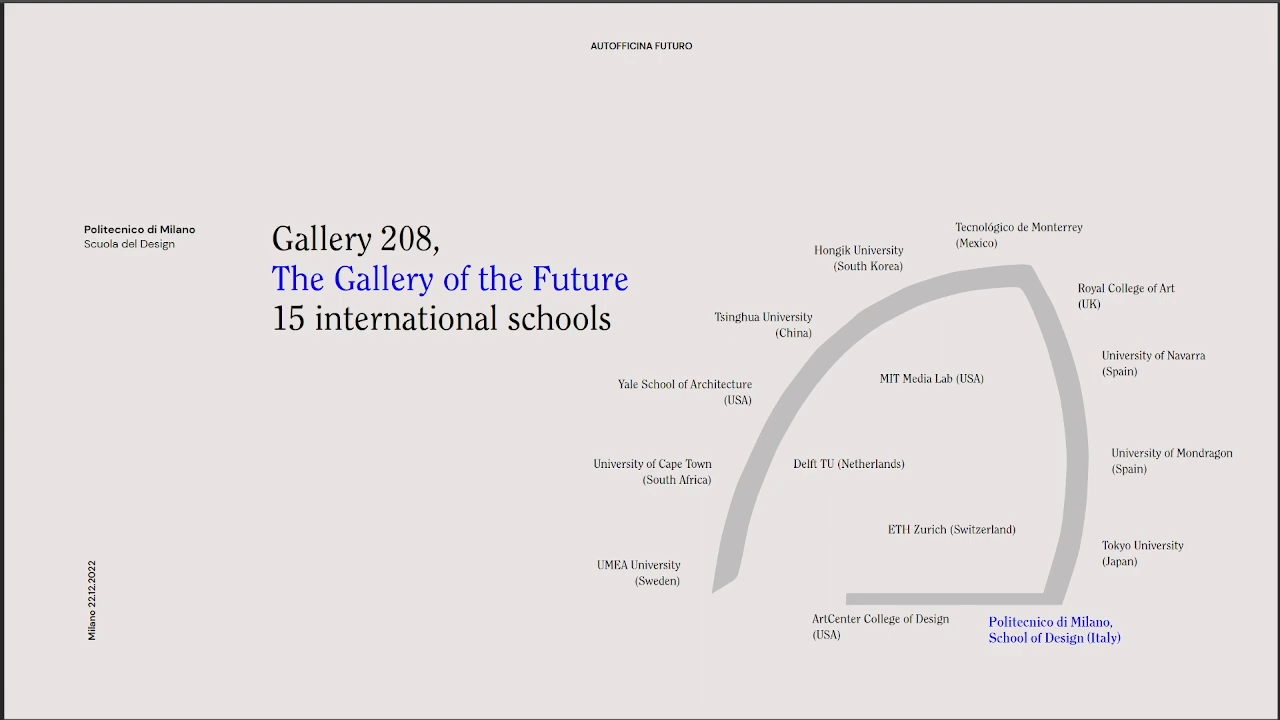 AUTOFFICINA FUTURO
Politecnico di Milano
Scuola del Design
Gallery 208,
The Gallery of the Future
15 international schools
Tecnológico de Monterrey
(Mexico)
Hongik University
(South Korea)
Royal College of Art
(UK)
Tsinghua University
(China)
University of Navarra
(Spain)
MIT Media Lab (USA)
Yale School of Architecture
(USA)
University of Mondragon
(Spain)
University of Cape Town
(South Africa)
Delft TU (Netherlands)
ETH Zurich (Switzerland)
Tokyo University
(Japan)
UMEA University
(Sweden)
ArtCenter College of Design
(USA)
Politecnico di Milano,
School of Design (Italy)
Milano 22.12.2022